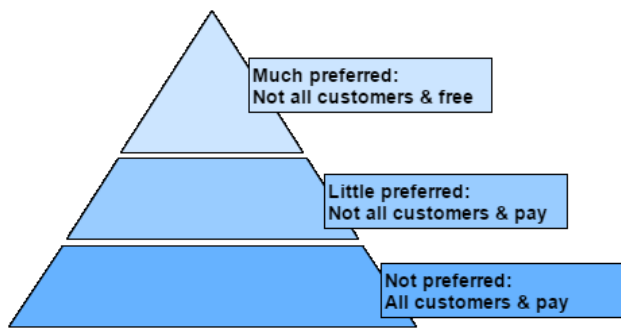 Much preferred:
Not all customers & free
Little preferred:
Not all customers & pay
Not preferred:
All customers & pay